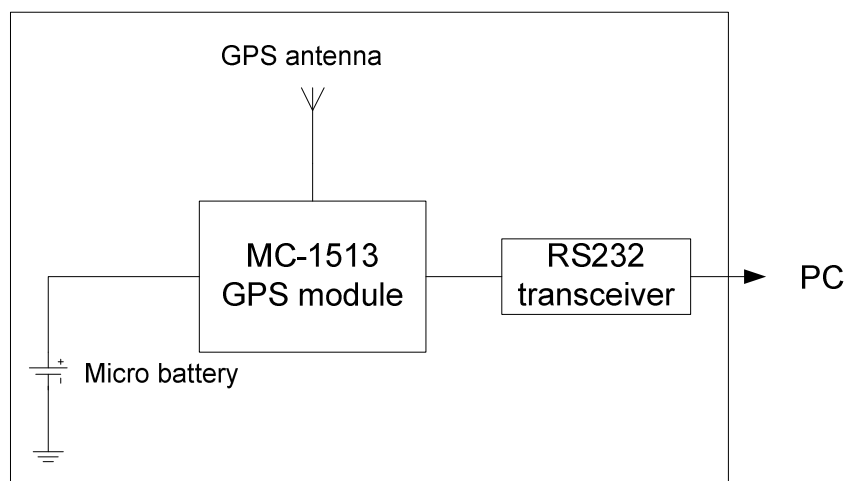 GPS antenna
MC-1513
GPS module
RS232
transceiver
PC
+
Micro battery